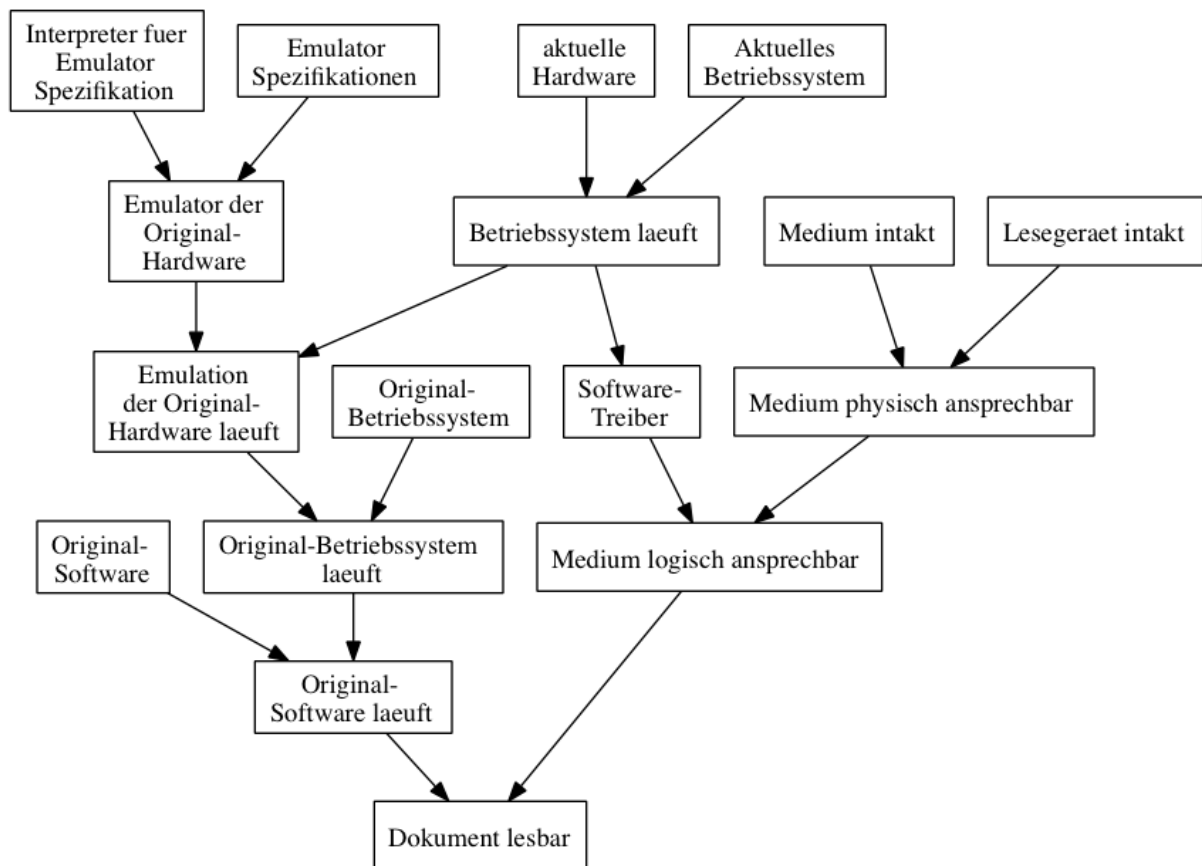 Interpreter fuer
Emulator
Spezifikation
Emulator
Spezifikationen
aktuelle
Hardware
Aktuelles
Betriebssystem
Emulator der
Original-
Hardware
Betriebssystem laeuft
Medium intakt
Lesegeraet intakt
Emulation
der Original-
Hardware laeuft
Original-
Betriebssystem
Software-
Treiber
Medium physisch ansprechbar
Original-
Software
Original-Betriebssystem
laeuft
Medium logisch ansprechbar
Original-
Software laeuft
Dokument lesbar